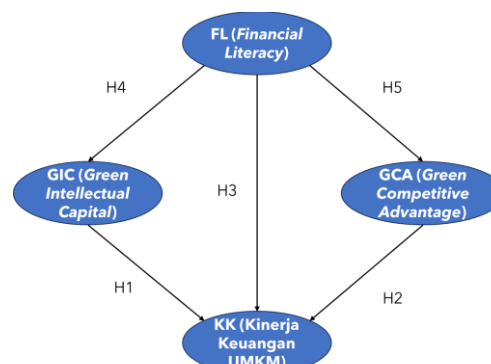 FL (Financial
Literacy)
H4
H5
GIC (Green
Intellectual
Capital)
H3
GCA (Green
Competitive
Advantage)
H1
H2
KK (Kinerja
Keuangan
UMKM)